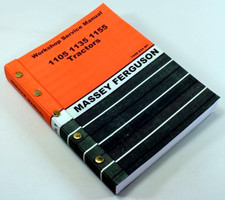 Workshop Service Manual
1105 1135 1155
Tractors
MASSEY FERGUSON